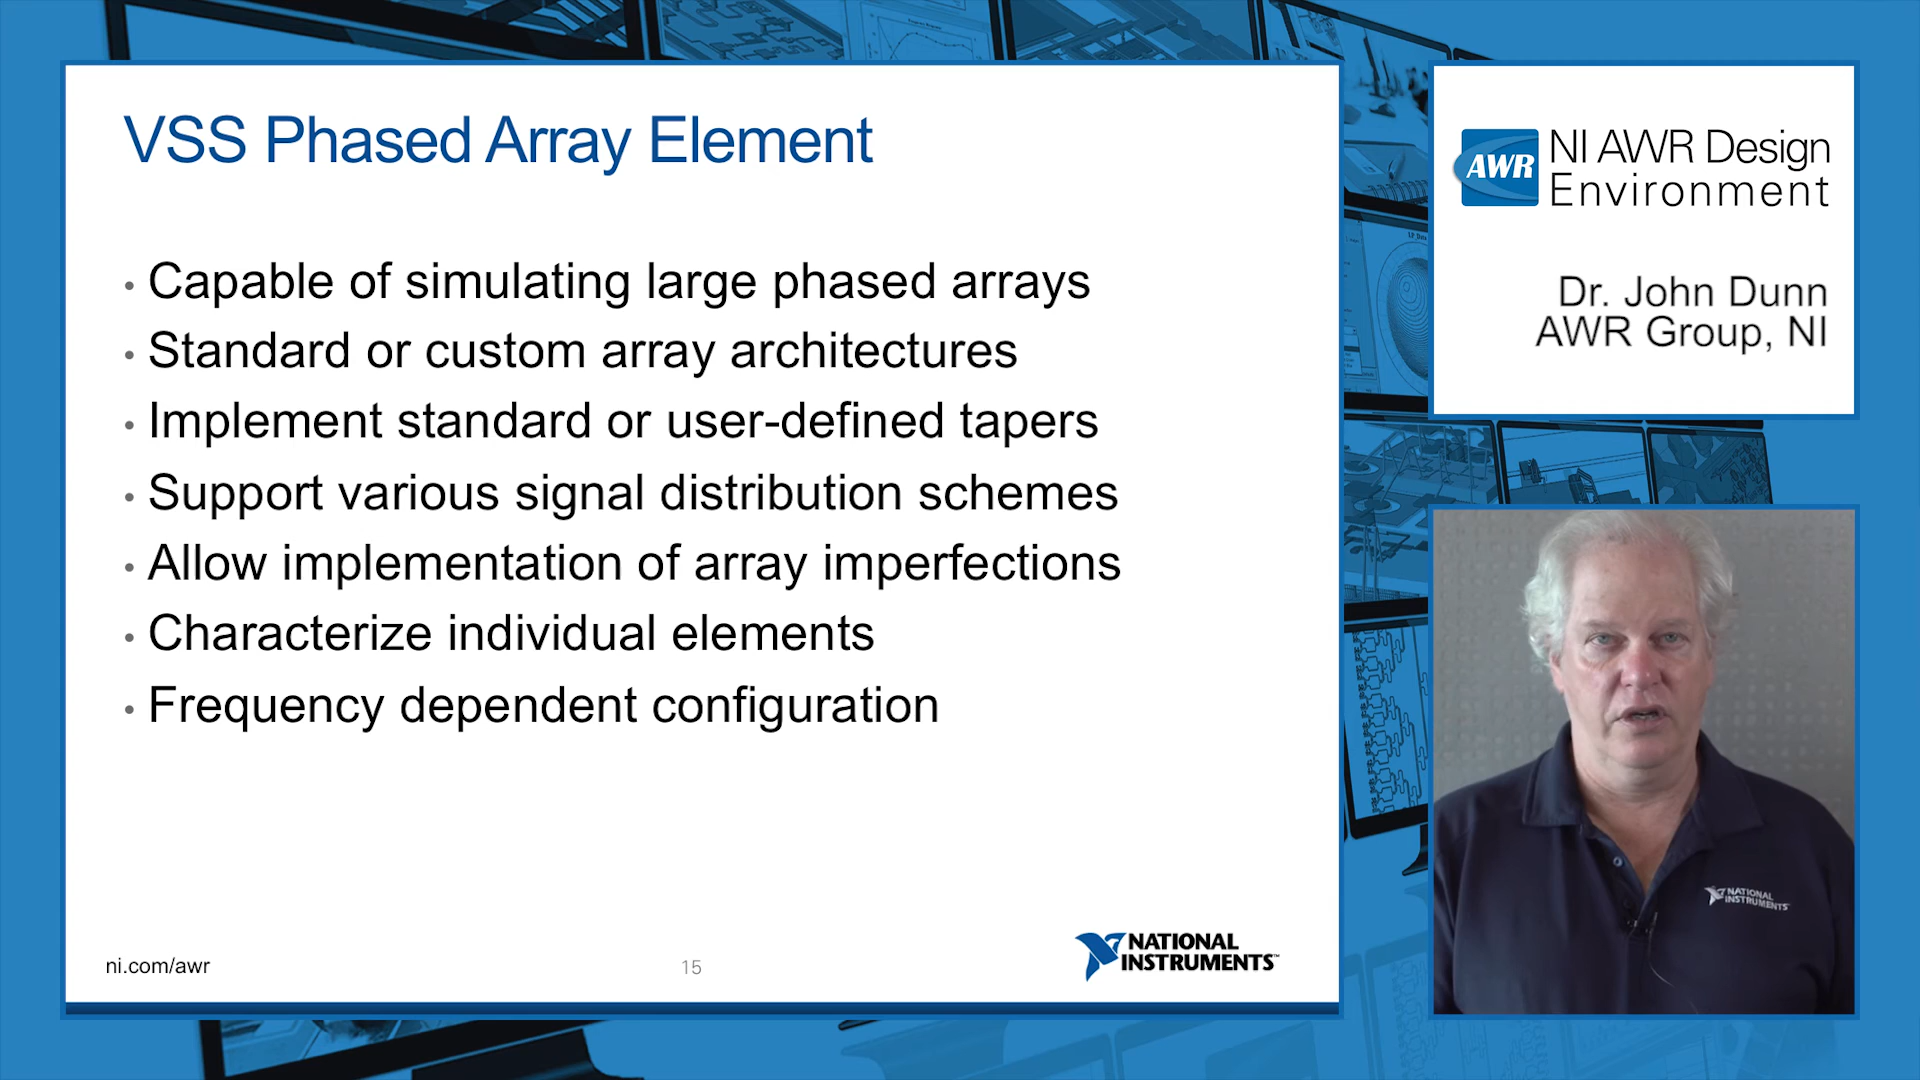 VSS Phased Array Element
• Capable of simulating large phased arrays
• Standard or custom array architectures
• Implement standard or user-defined tapers
• Support various signal distribution schemes
• Allow implementation of array imperfections
• Characterize individual elements
• Frequency dependent configuration
ni.com/awr
15
NATIONAL
INSTRUMENTS™
AWR
NI AWR Design
Environment
Dr. John Dunn
AWR Group, NI
NATIONAL
INSTRUMENTS